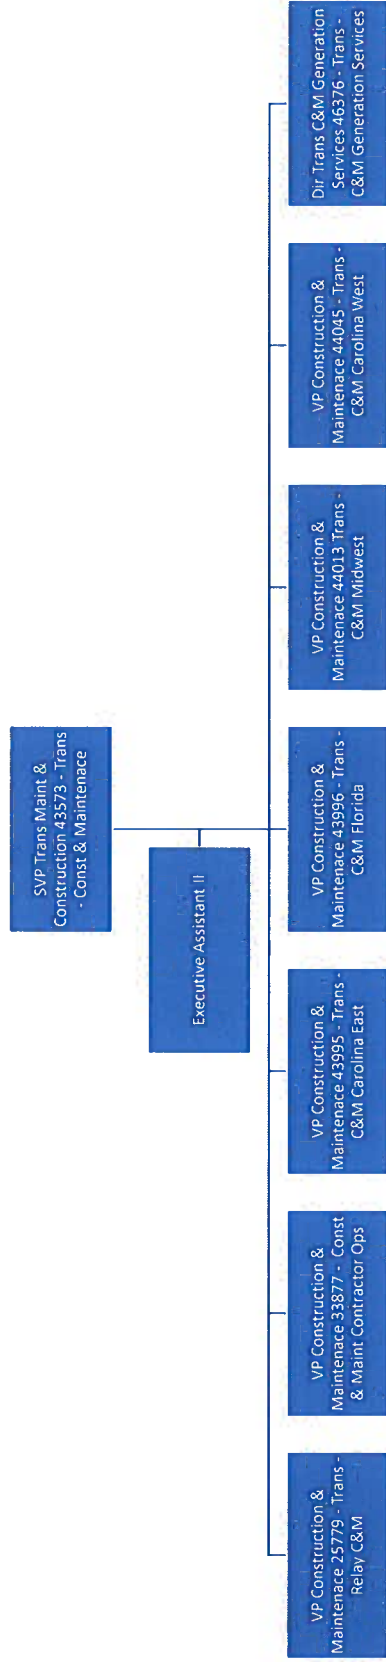 SVP Trans Maint &
Construction 43573 - Trans
- Const & Maintenace
Executive Assistant II
VP Construction &
Maintenace 25779 - Trans -
Relay C&M
VP Construction &
Maintenace 33877 - Const
& Maint Contractor Ops
VP Construction &
Maintenace 43995 - Trans -
C&M Carolina East
VP Construction &
Maintenace 43996 - Trans -
C&M Florida
VP Construction &
Maintenace 44013 Trans -
C&M Midwest
VP Construction &
Maintenace 44045 - Trans -
C&M Carolina West
Dir Trans C&M Generation
Services 46376 - Trans -
C&M Generation Services